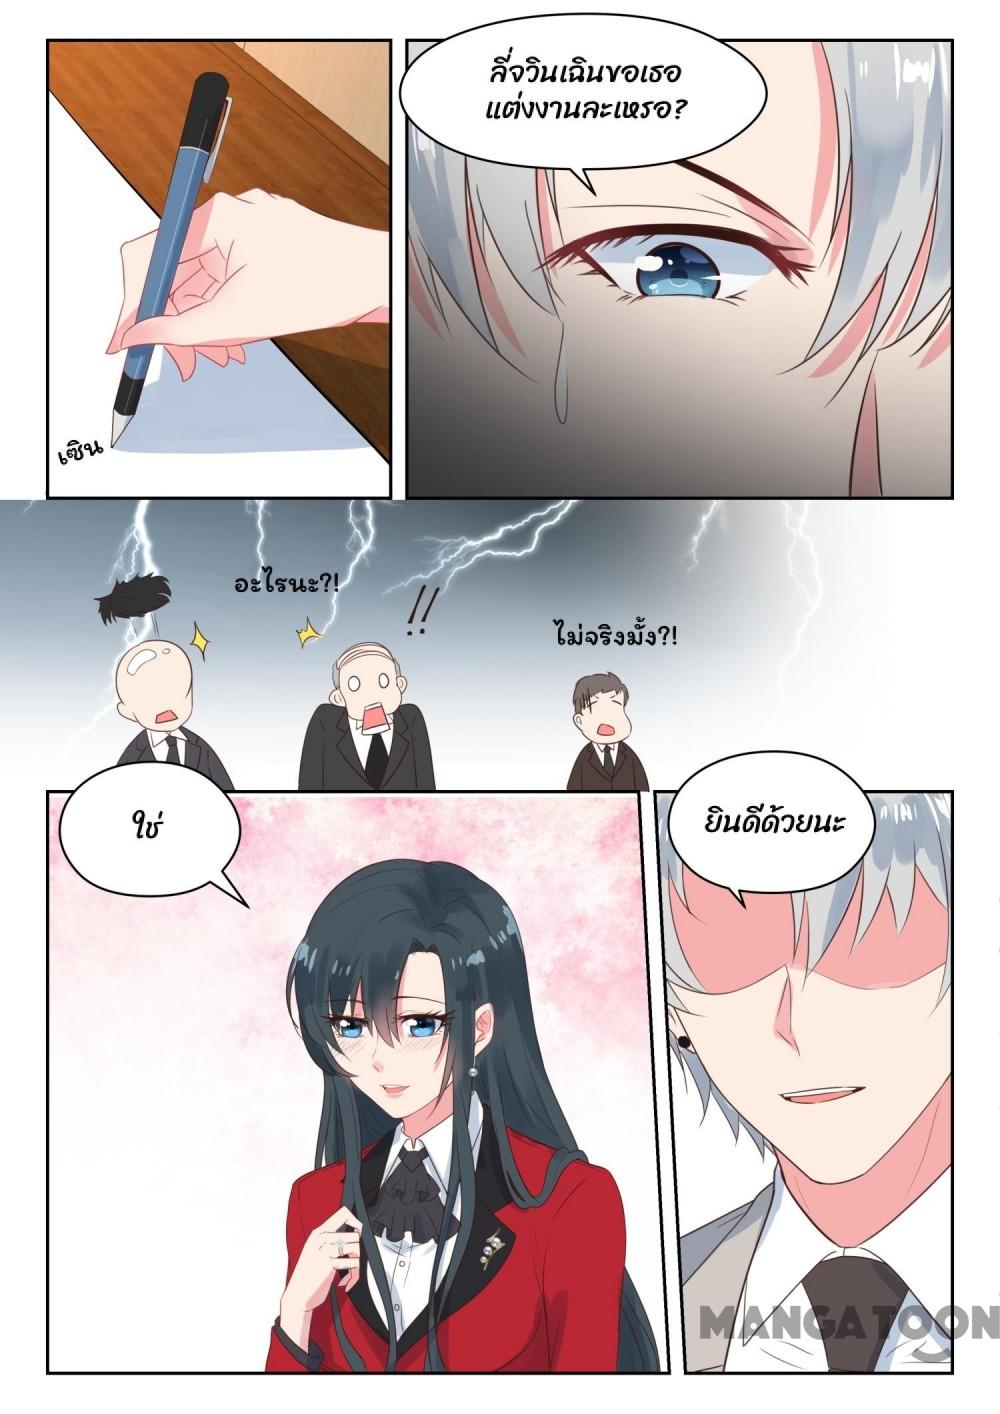 ลี่จวินเฉินขอเธอ
แต่งงานละเหรอ?
เซิน
อะไรนะ?!
!!
ไม่จริงมั้ง?!
ใช่
ยินดีด้วยนะ
MANGATOON